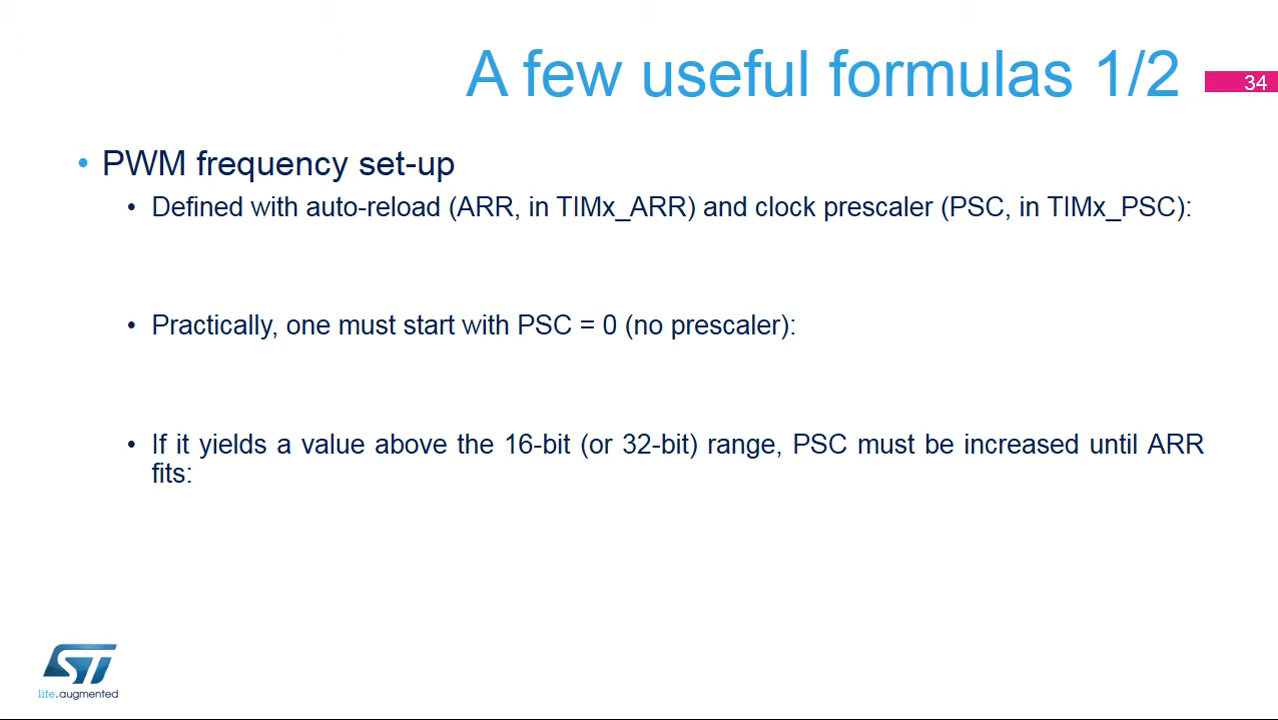 A few useful formulas 1/2
34
• PWM frequency set-up
• Defined with auto-reload (ARR, in TIMx_ARR) and clock prescaler (PSC, in TIMx_PSC):
• Practically, one must start with PSC = 0 (no prescaler):
• If it yields a value above the 16-bit (or 32-bit) range, PSC must be increased until ARR
fits:
ST
life.augmented